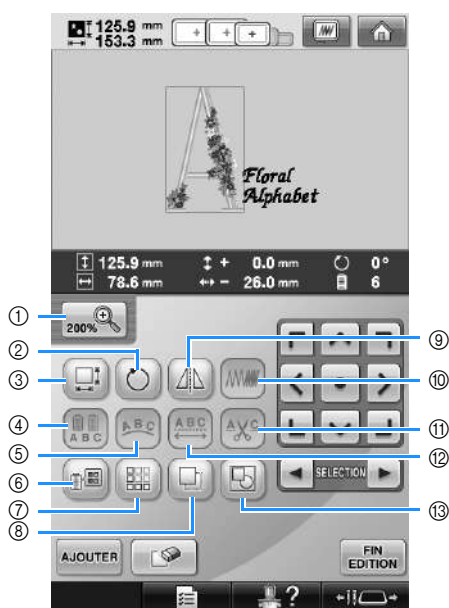 125.9 mm
153.3 mm
+ + +
Floral
Alphabet
125.9 mm + 0.0 mm 0°
78.6 mm - 26.0 mm 6
① 200%
②
③
④ A B C
⑤ A B C
⑥
⑦
⑧
⑨
⑩
⑪ A C
⑫ A B C
⑬
SELECTION
AJOUTER
FIN
EDITION
?